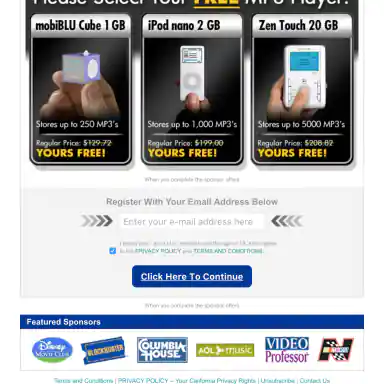 Please Select Your FREE MP3 Player!
mobiBLU Cube 1 GB
iPod nano 2 GB
Zen Touch 20 GB
Stores up to 250 MP3's
Stores up to 1,000 MP3's
Stores up to 5000 MP3's
Regular Price: $129.72
Regular Price: $199.00
Regular Price: $208.82
YOURS FREE!
YOURS FREE!
YOURS FREE!
When you complete the sponsor offers.
Register With Your Email Address Below
Enter your e-mail address here
PRIVACY POLICY and TERMS AND CONDITIONS
Click Here To Continue
When you complete the sponsor offers.
Featured Sponsors
Disney
MOVIE CLUB
BLOCKBUSTER
COLUMBIA
HOUSE
AOL music
VIDEO
Professor
NASCAR
Terms and Conditions | PRIVACY POLICY – Your California Privacy Rights | Unsubscribe | Contact Us